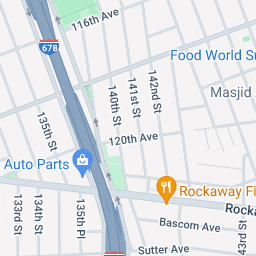 116th Ave
678
Food World Su
Masjid
140th St
141st St
142nd St
135th St
120th Ave
Auto Parts
Rockaway Fi
133rd St
134th St
135th Pl
Rocka
Bascom Ave
143rd S
Sutter Ave